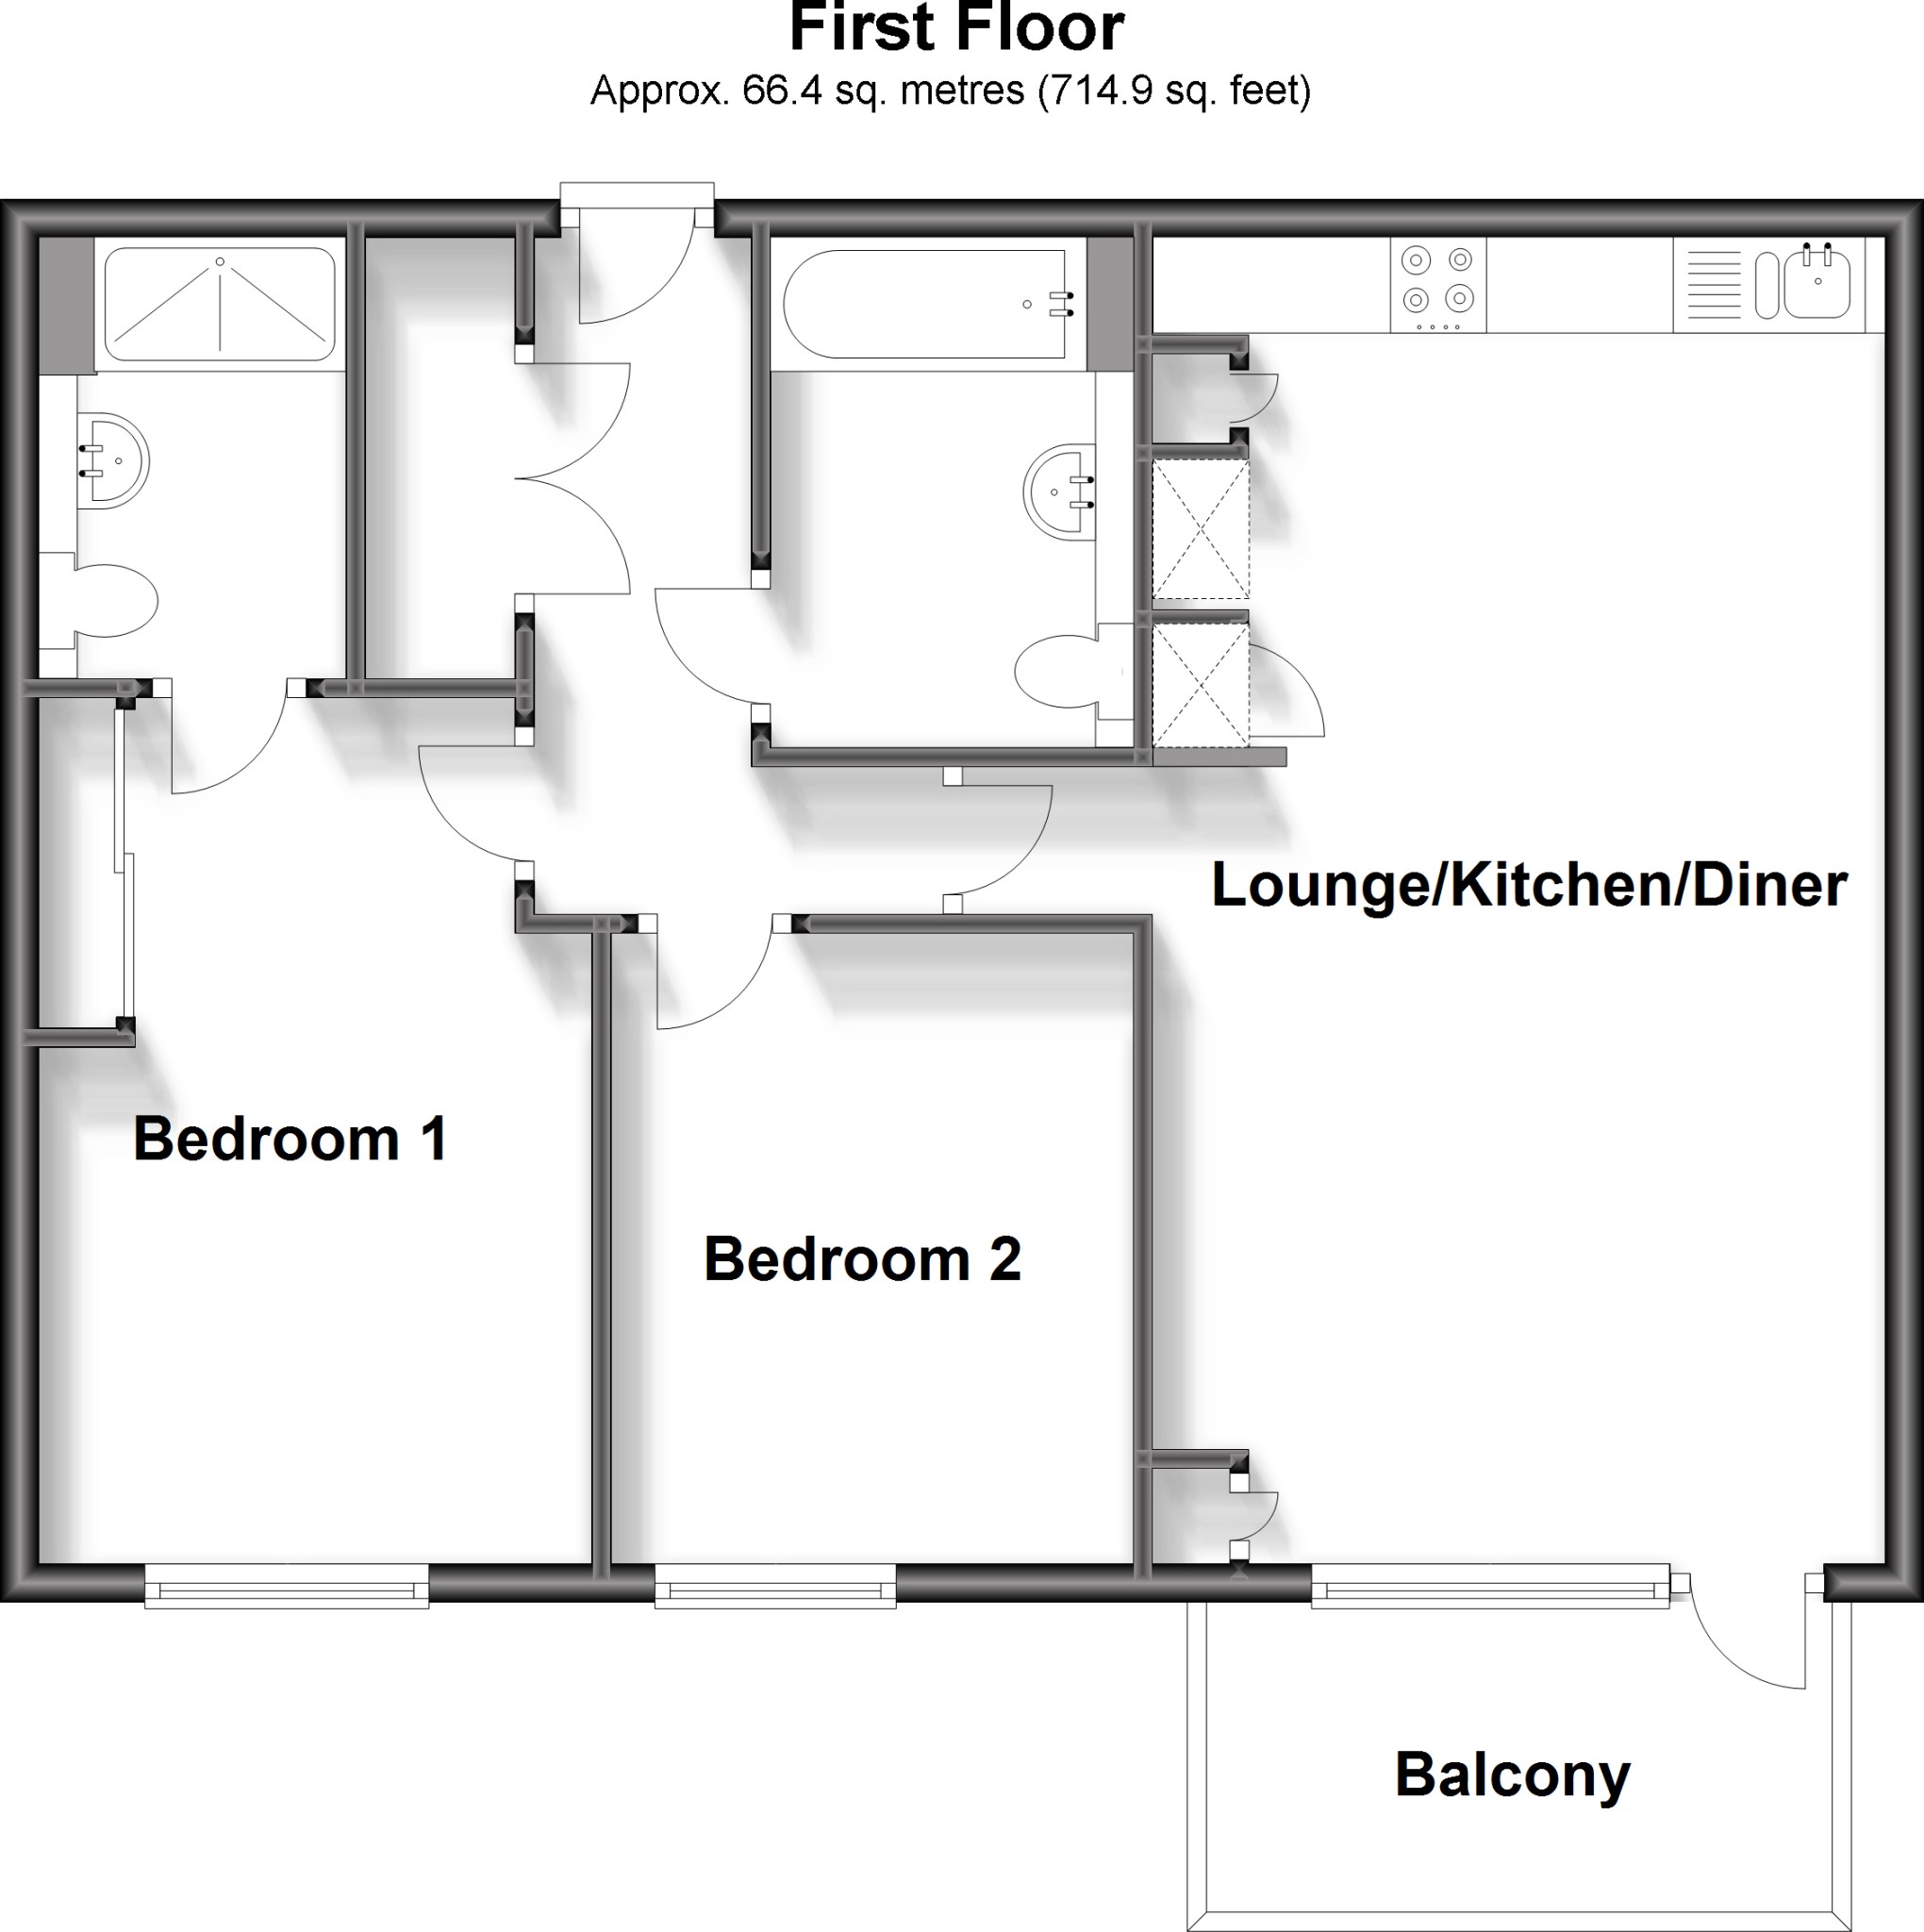 First Floor
Approx. 66.4 sq. metres (714.9 sq. feet)
Lounge/Kitchen/Diner
Bedroom 1
Bedroom 2
Balcony